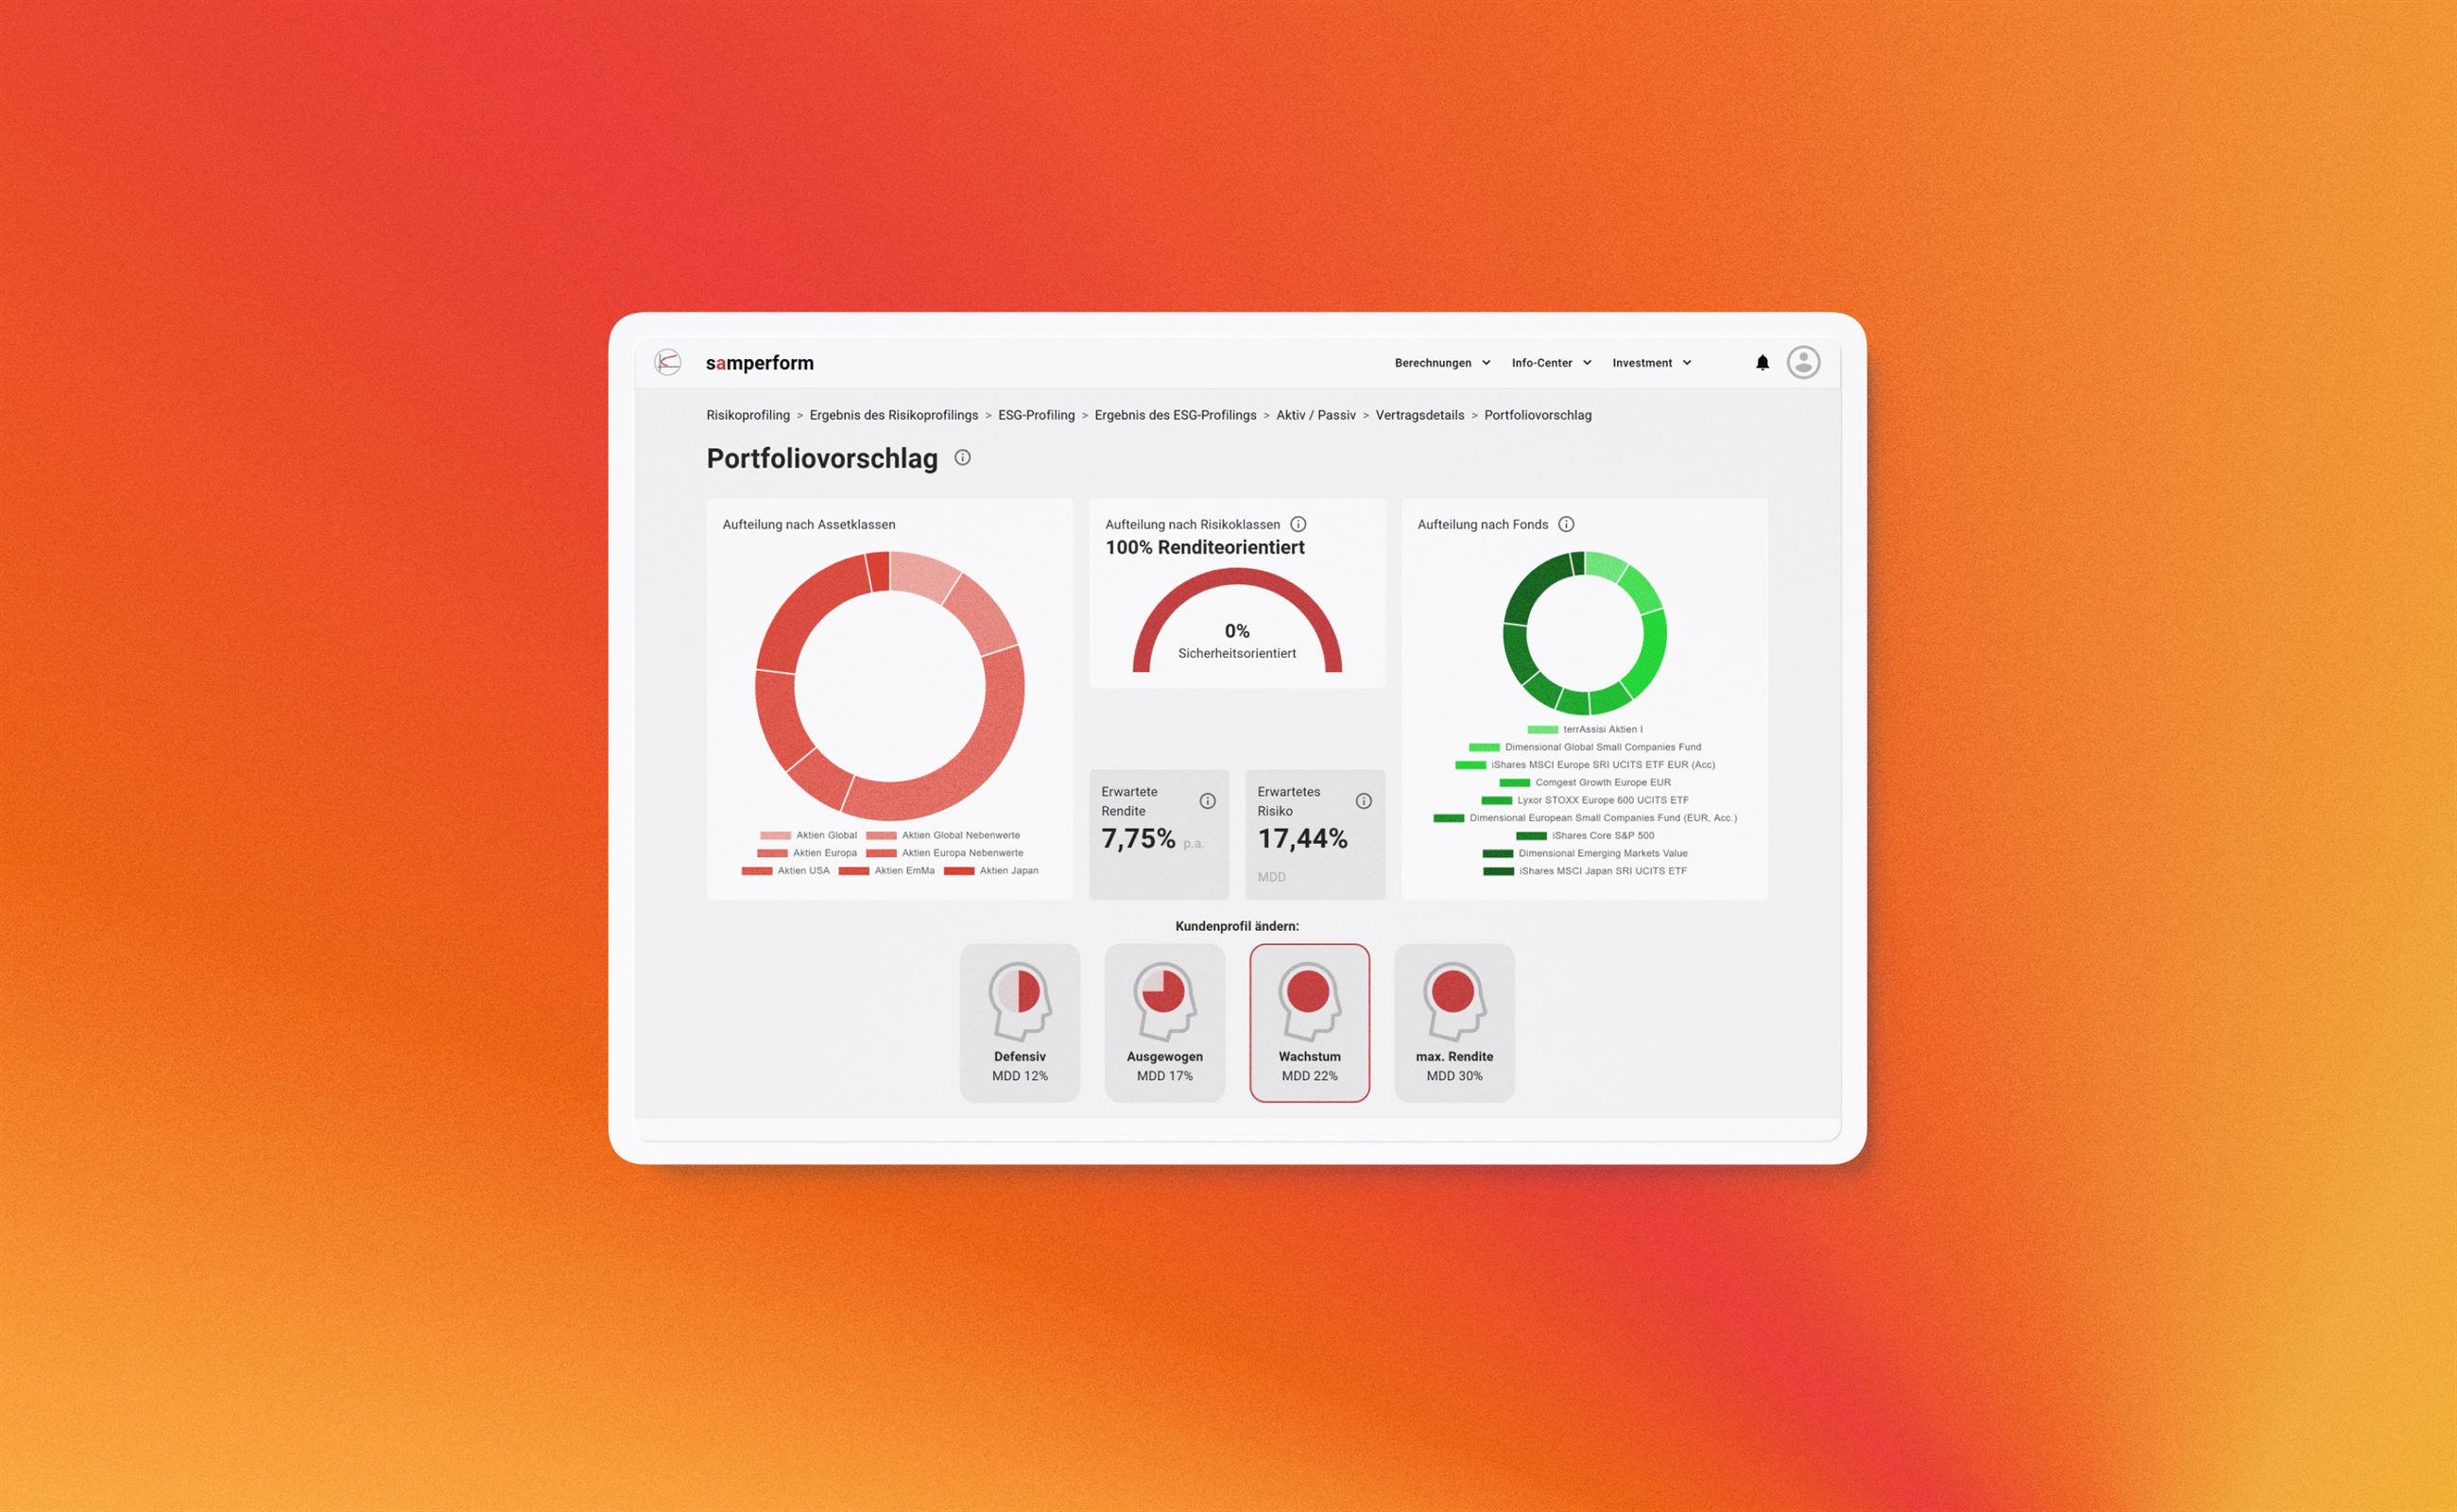 samperform
Berechnungen Info-Center Investment
Risikoprofiling > Ergebnis des Risikoprofilings > ESG-Profiling > Ergebnis des ESG-Profilings > Aktiv / Passiv > Vertragsdetails > Portfoliovorschlag
Portfoliovorschlag
Aufteilung nach Assetklassen
Aktien Global Aktien Global Nebenwerte
Aktien Europa Aktien Europa Nebenwerte
Aktien USA Aktien EmMa Aktien Japan
Aufteilung nach Risikoklassen
100% Renditeorientiert
0%
Sicherheitsorientiert
Erwartete
Rendite
7,75% p.a.
Erwartetes
Risiko
17,44%
MDD
Aufteilung nach Fonds
terrAssisi Aktien I
Dimensional Global Small Companies Fund
iShares MSCI Europe SRI UCITS ETF EUR (Acc)
Comgest Growth Europe EUR
Lyxor STOXX Europe 600 UCITS ETF
Dimensional European Small Companies Fund (EUR, Acc.)
iShares Core S&P 500
Dimensional Emerging Markets Value
iShares MSCI Japan SRI UCITS ETF
Kundenprofil ändern:
Defensiv
MDD 12%
Ausgewogen
MDD 17%
Wachstum
MDD 22%
max. Rendite
MDD 30%